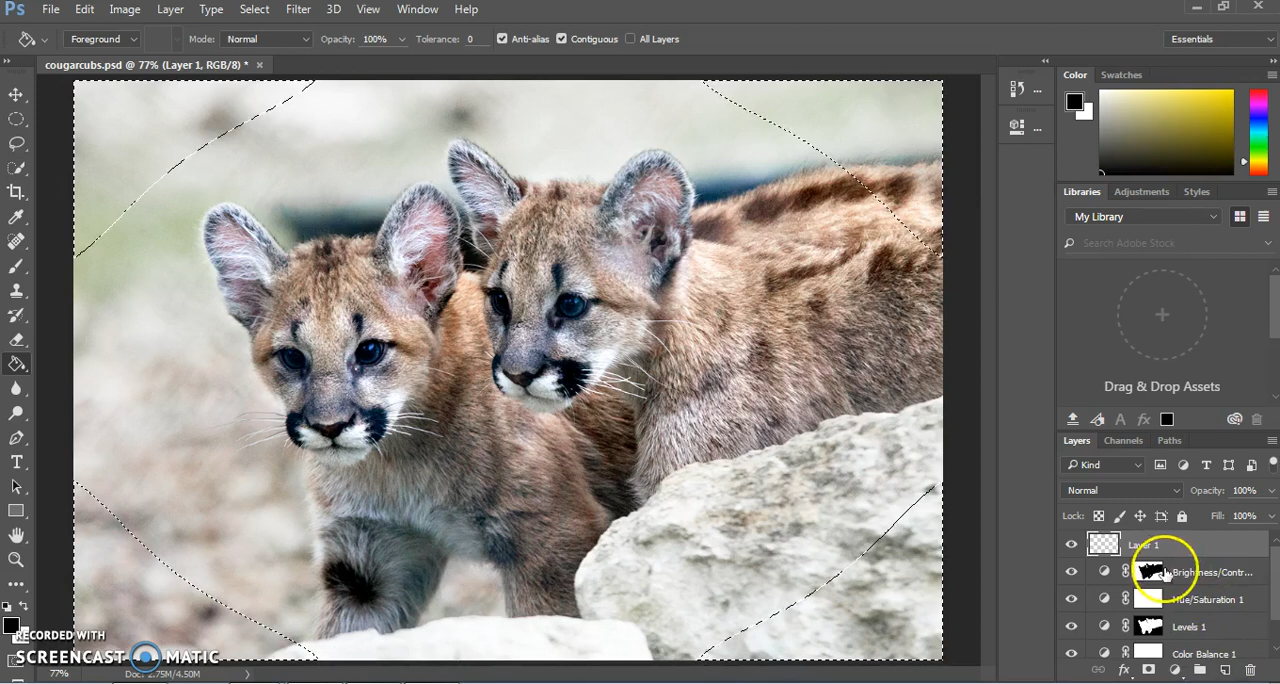 Ps File Edit Image Layer Type Select Filter 3D View Window Help
Foreground Mode: Normal Opacity: 100% Tolerance: 0 Anti-alias Contiguous All Layers Essentials
cougarcubs.psd @ 77% (Layer 1, RGB/8) * ×
Color Swatches
Libraries Adjustments Styles
My Library
Search Adobe Stock
Drag & Drop Assets
Layers Channels Paths
Kind
Normal Opacity: 100%
Lock: Fill: 100%
Layer 1
Brightness/Contr...
Hue/Saturation 1
Levels 1
Color Balance 1
RECORDED WITH
SCREENCAST MATIC
77% Doc: 2.75M/4.50M